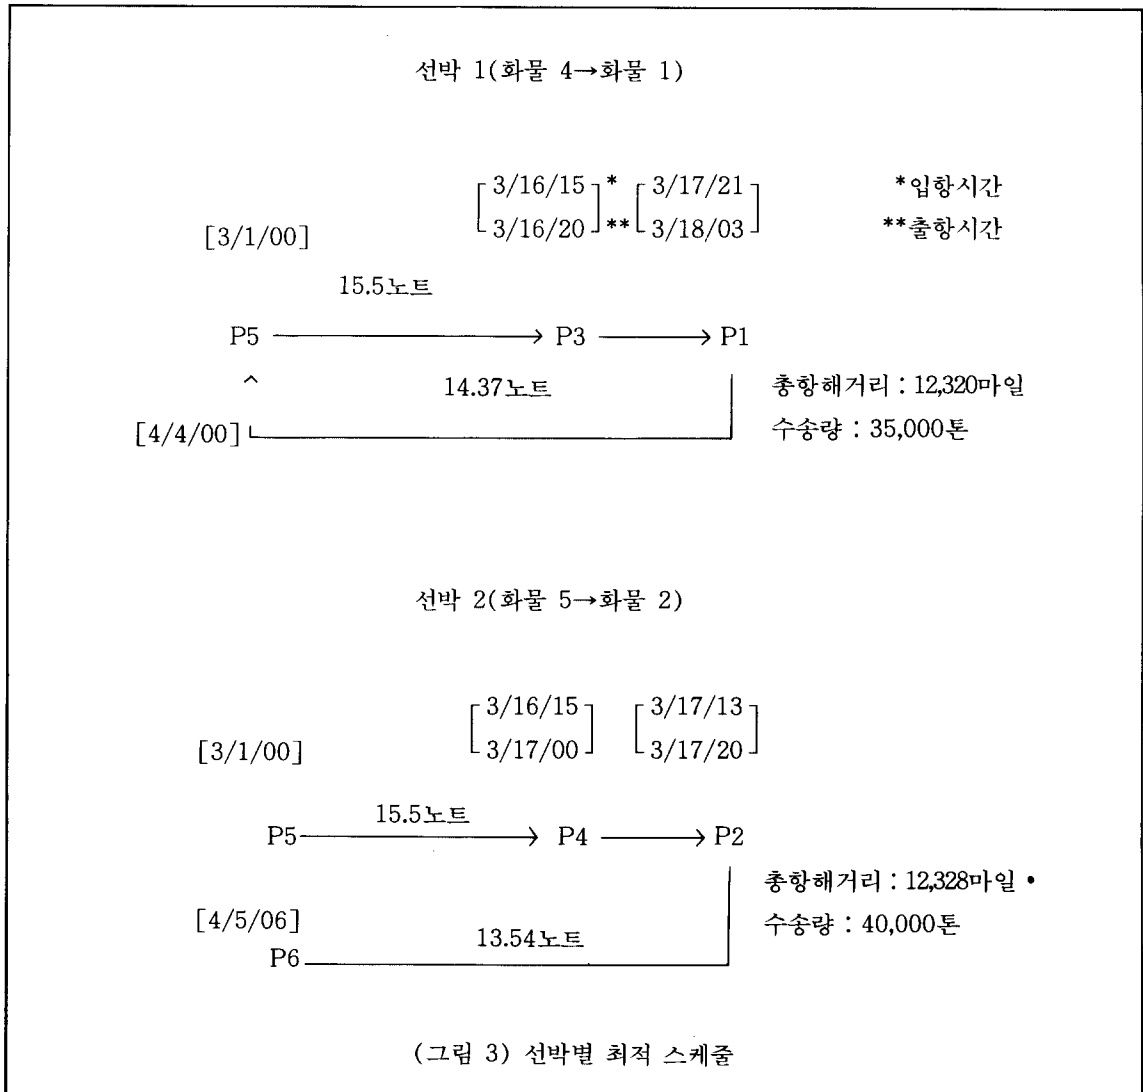 선박 1(화물 4→화물 1)
3/16/15 * 3/17/21 *입항시간
3/16/20 ** 3/18/03 **출항시간
[3/1/00]
15.5노트
P5 → P3 → P1
14.37노트 총항해거리 : 12,320마일
[4/4/00] 수송량 : 35,000톤
선박 2(화물 5→화물 2)
3/16/15 3/17/13
3/17/00 3/17/20
[3/1/00]
15.5노트
P5 → P4 → P2
총항해거리 : 12,328마일
[4/5/06] 수송량 : 40,000톤
13.54노트
P6
(그림 3) 선박별 최적 스케줄